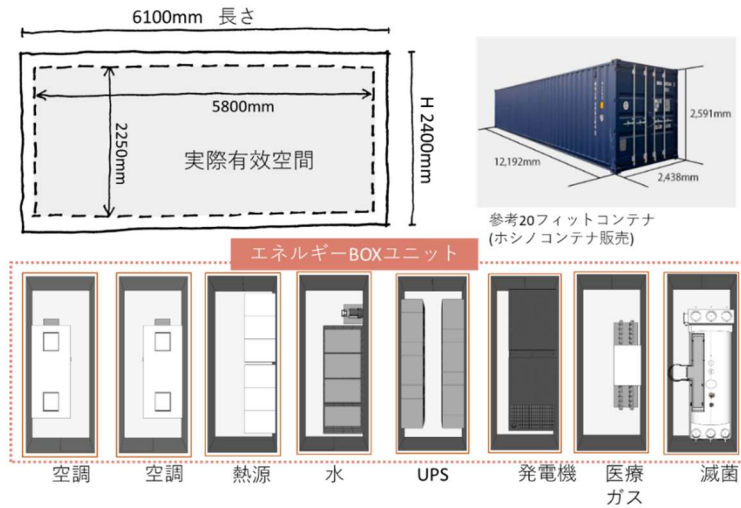 6100mm 長さ
5800mm
2250mm
実際有効空間
H 2400mm
2,591mm
12,192mm
2,438mm
参考20フィットコンテナ
(ホシノコンテナ販売)
エネルギーBOXユニット
空調
空調
熱源
水
UPS
発電機
医療
ガス
滅菌